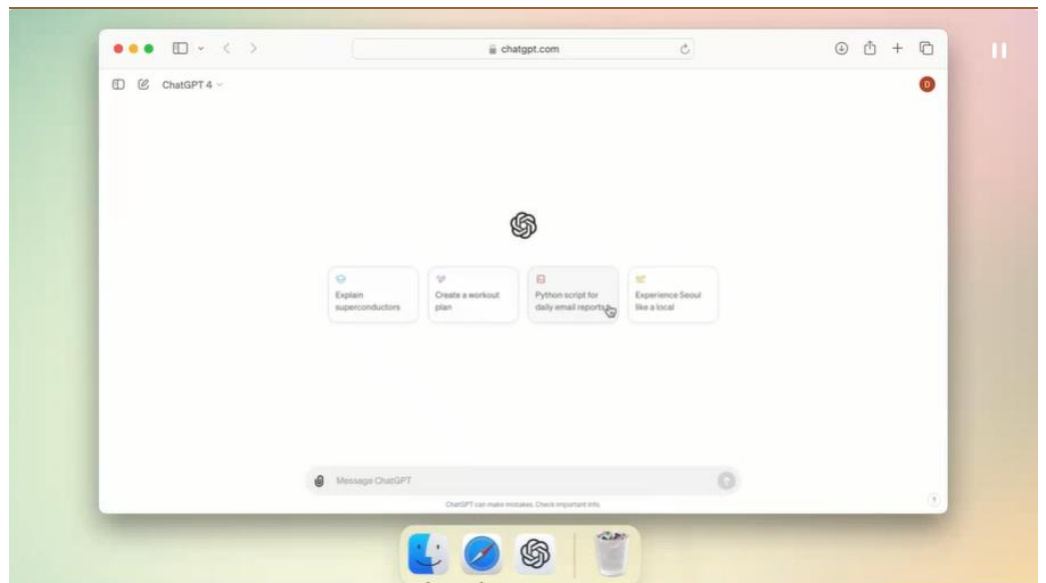 chatgpt.com
ChatGPT 4
D
Explain
superconductors
Create a workout
plan
Python script for
daily email reports
Experience Seoul
like a local
Message ChatGPT
ChatGPT can make mistakes. Check important info.